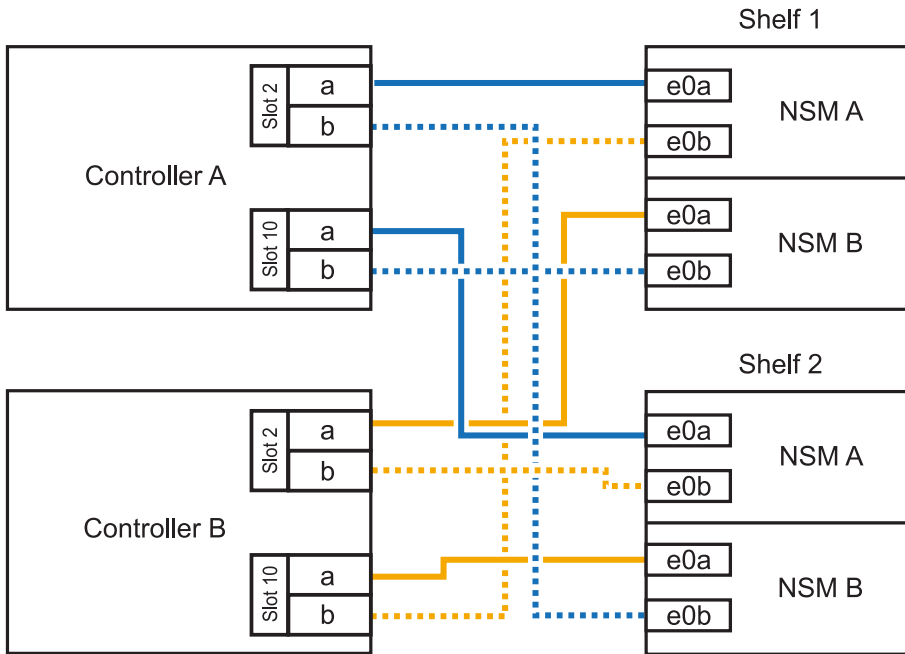 Shelf 1
Slot 2
a
b
Controller A
Slot 10
a
b
e0a
e0b
NSM A
e0a
e0b
NSM B
Shelf 2
Slot 2
a
b
Controller B
Slot 10
a
b
e0a
e0b
NSM A
e0a
e0b
NSM B